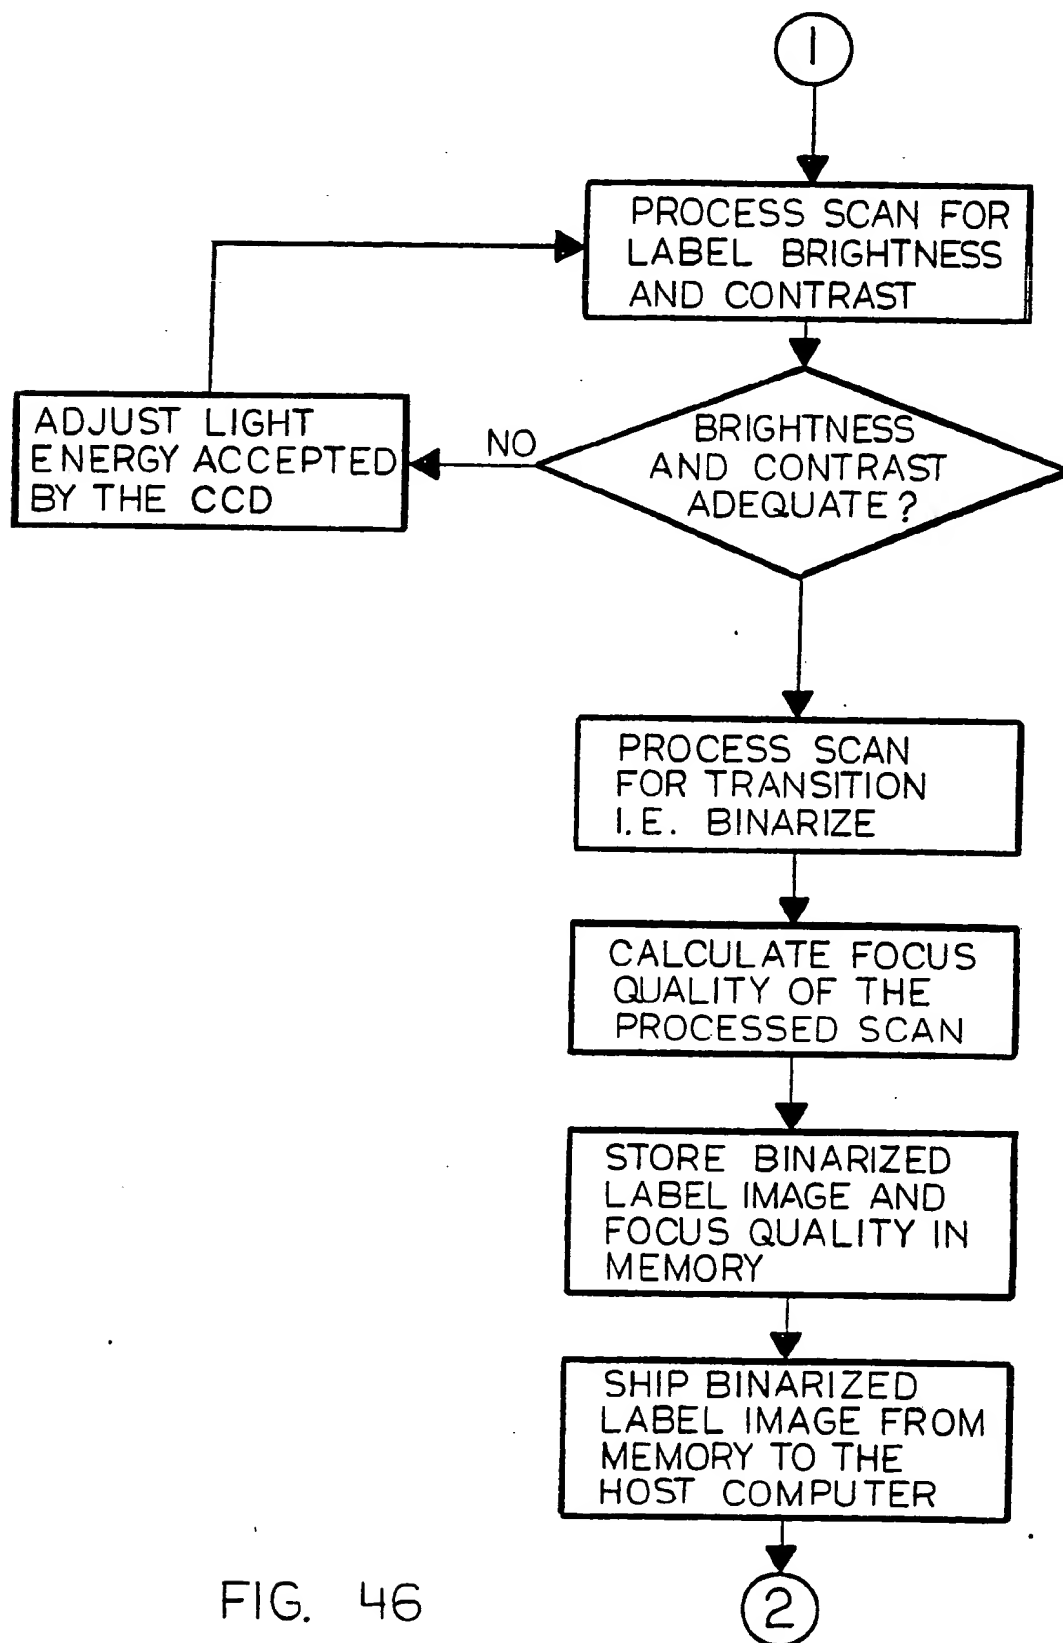 1
PROCESS SCAN FOR
LABEL BRIGHTNESS
AND CONTRAST
ADJUST LIGHT
ENERGY ACCEPTED
BY THE CCD
NO
BRIGHTNESS
AND CONTRAST
ADEQUATE?
PROCESS SCAN
FOR TRANSITION
I.E. BINARIZE
CALCULATE FOCUS
QUALITY OF THE
PROCESSED SCAN
STORE BINARIZED
LABEL IMAGE AND
FOCUS QUALITY IN
MEMORY
SHIP BINARIZED
LABEL IMAGE FROM
MEMORY TO THE
HOST COMPUTER
2
FIG. 46